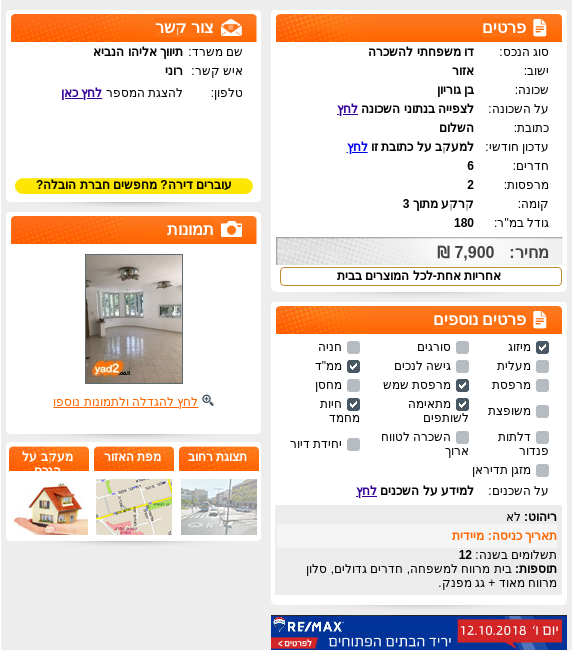 פרטים
סוג הנכס: דו משפחתי להשכרה
ישוב: אזור
שכונה: בן גוריון
על השכונה: לצפייה בנתוני השכונה לחץ
כתובת: השלום
עדכון חודשי: למעקב על כתובת זו לחץ
חדרים: 6
מרפסות: 2
קומה: קרקע מתוך 3
גודל במ"ר: 180
מחיר: 7,900 ₪
אחריות אחת-לכל המוצרים בבית
פרטים נוספים
מיזוג סורגים חניה
מעלית גישה לנכים ממ"ד
מרפסת מרפסת שמש מחסן
משופצת מתאימה לשותפים חיות מחמד
דלתות פנדור השכרה לטווח ארוך יחידת דיור
מזגן תדיראן
על השכנים: למידע על השכנים לחץ
ריהוט: לא
תאריך כניסה: מיידית
תשלומים בשנה: 12
תוספות: בית מרווח למשפחה, חדרים גדולים, סלון
מרווח מאוד + גג מפנק.
RE/MAX
יום ו' 12.10.2018
יריד הבתים הפתוחים
לפרטים >
צור קשר
שם משרד: תיווך אליהו הנביא
איש קשר: רוני
טלפון: להצגת המספר לחץ כאן
עוברים דירה? מחפשים חברת הובלה?
תמונות
yad2
.co.il
לחץ להגדלה ולתמונות נוספו
תצוגת רחוב
מפת האזור
מעקב על
הנכס